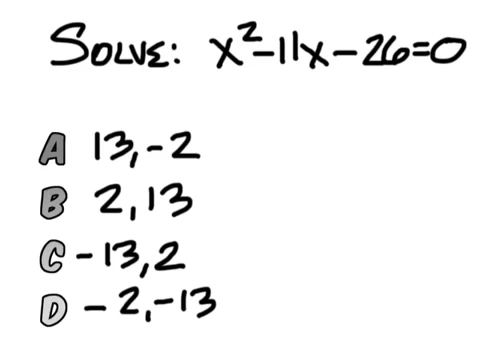 SOLVE: x²-11x-26=0
A 13,-2
B 2,13
C -13,2
D -2,-13